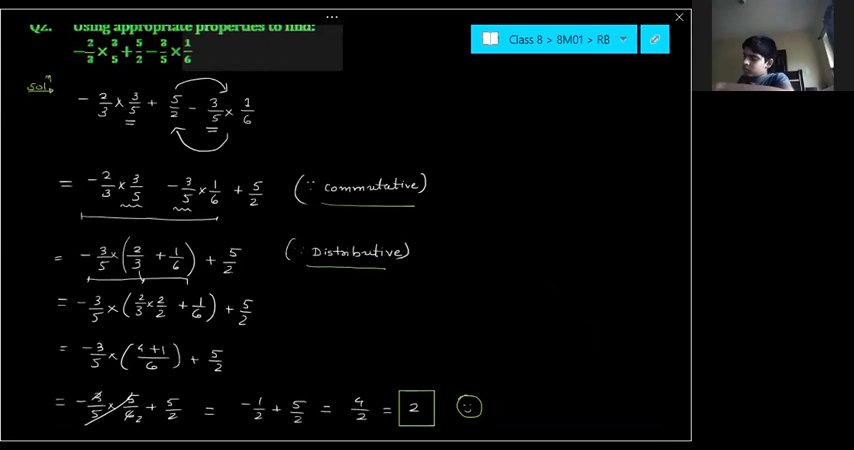 Q2. Using appropriate properties to find:
-2/3 × 3/5 + 5/2 - 3/5 × 1/6
Class 8 > 8M01 > RB
Solⁿ
- 2/3 × 3/5 + 5/2 - 3/5 × 1/6
= -2/3 × 3/5 -3/5 × 1/6 + 5/2 (∵ Commutative)
= -3/5 × (2/3 + 1/6) + 5/2 (∵ Distributive)
= -3/5 × (2/3 × 2/2 + 1/6) + 5/2
= -3/5 × (4+1/6) + 5/2
= -3/5 × 5/6 2 + 5/2 = -1/2 + 5/2 = 4/2 = 2